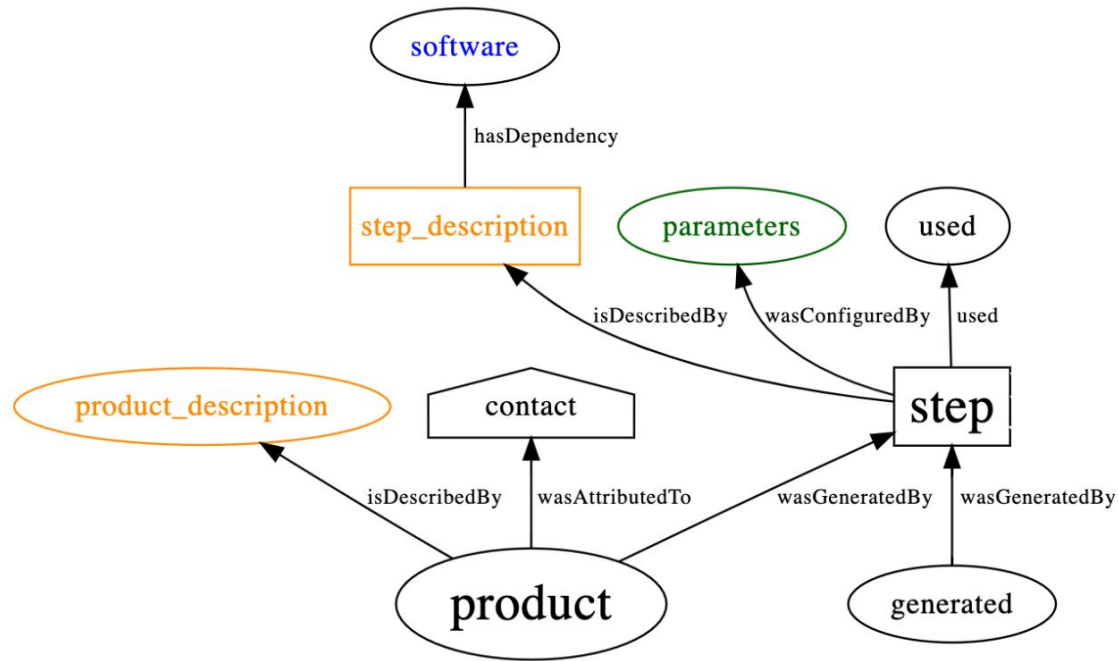 software
hasDependency
step_description
parameters
used
isDescribedBy
wasConfiguredBy
used
product_description
contact
step
isDescribedBy
wasAttributedTo
wasGeneratedBy
wasGeneratedBy
product
generated